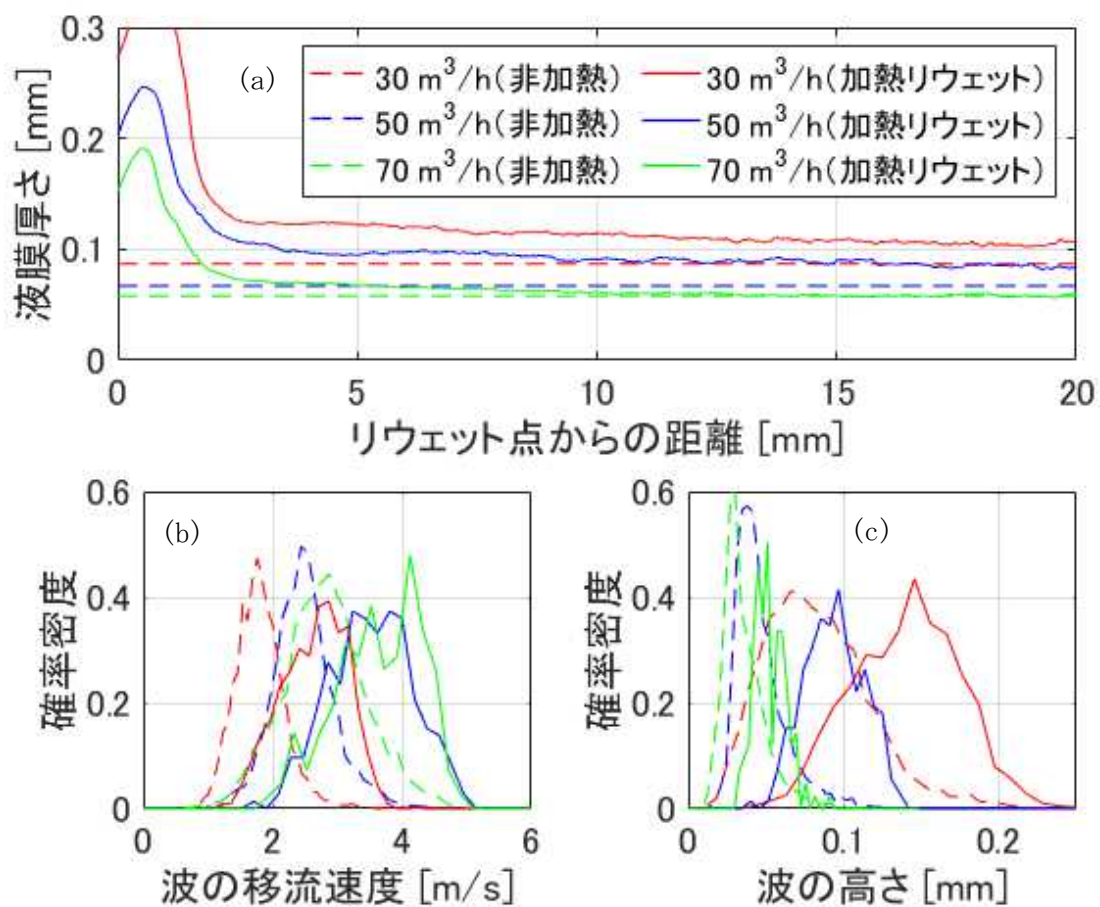 0.3
0.2
0.1
0
液膜厚さ [mm]
(a)
30 m³/h(非加熱) 30 m³/h(加熱リウェット)
50 m³/h(非加熱) 50 m³/h(加熱リウェット)
70 m³/h(非加熱) 70 m³/h(加熱リウェット)
0 5 10 15 20
リウェット点からの距離 [mm]
0.6
0.4
0.2
0
確率密度
(b)
0 2 4 6
波の移流速度 [m/s]
0.6
0.4
0.2
0
確率密度
(c)
0 0.1 0.2
波の高さ [mm]